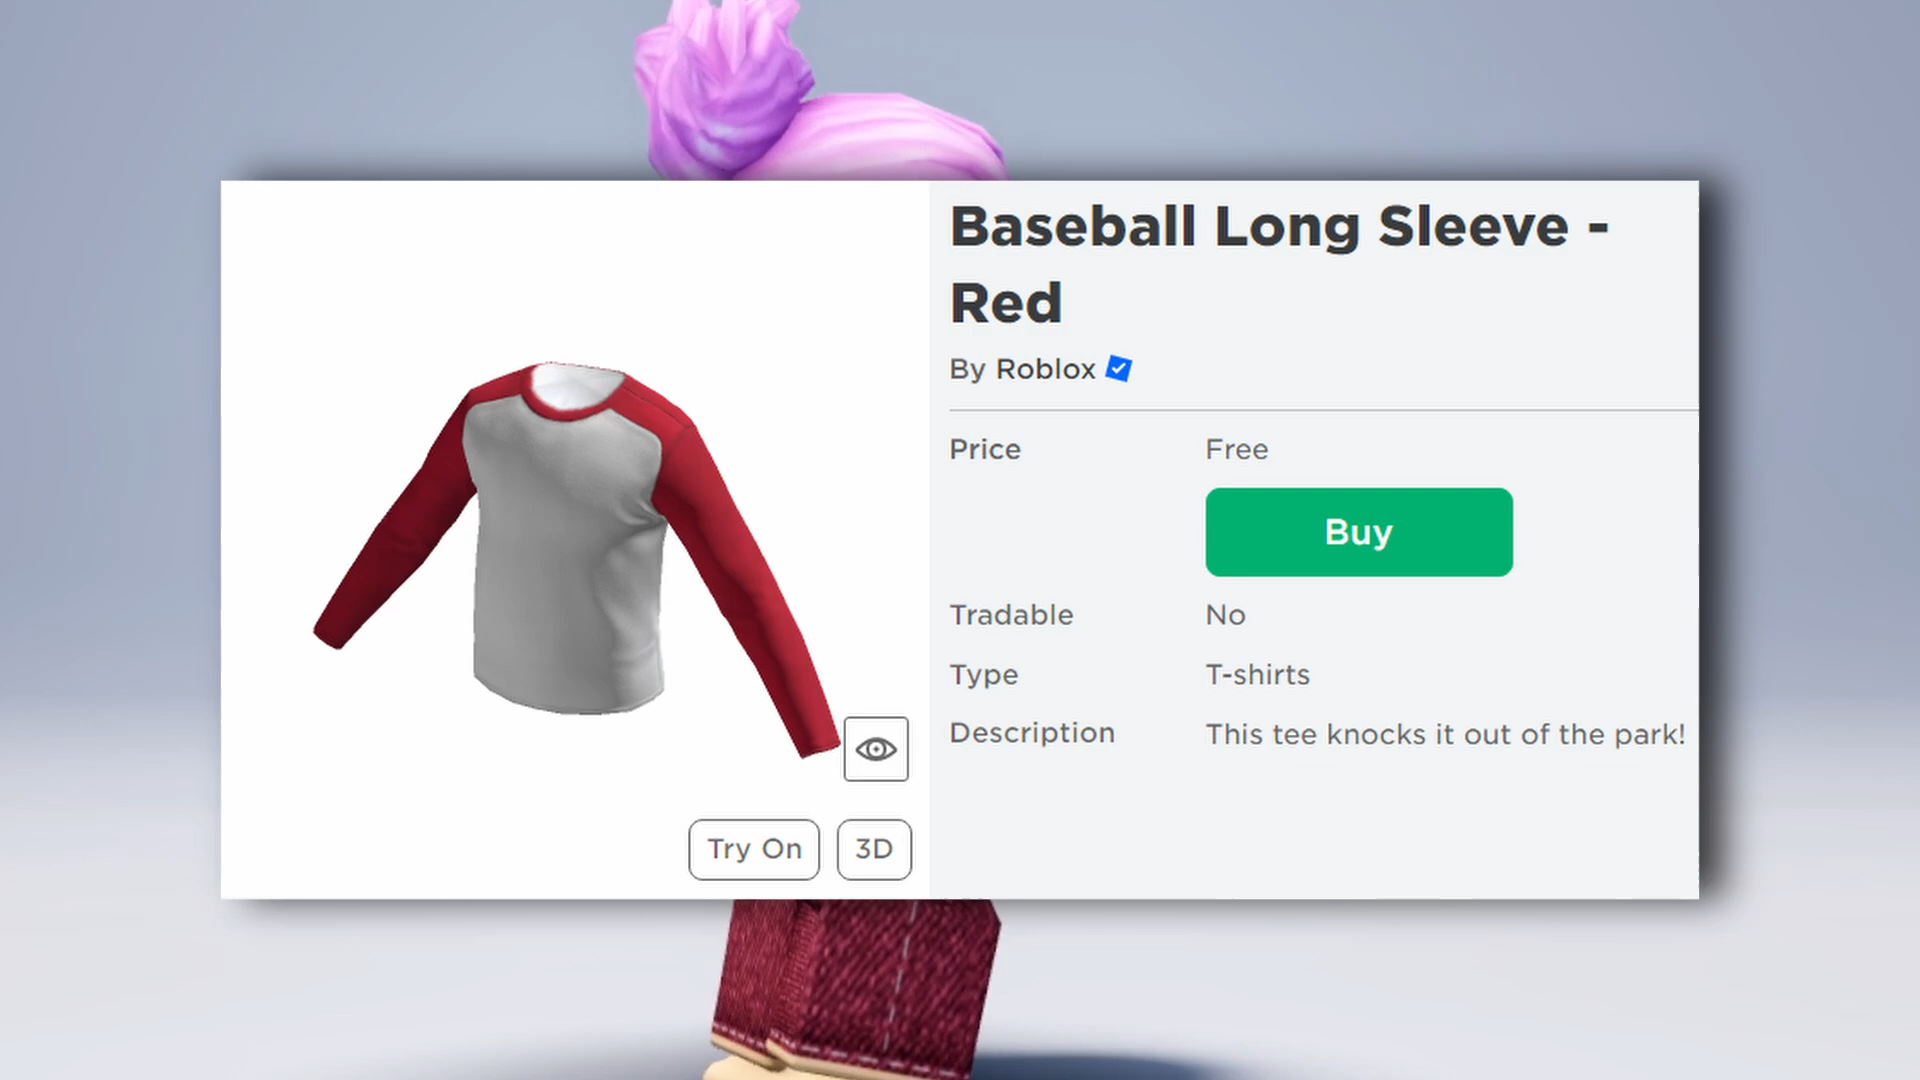 Baseball Long Sleeve -
Red
By Roblox
Price Free
Buy
Tradable No
Type T-shirts
Description This tee knocks it out of the park!
Try On 3D